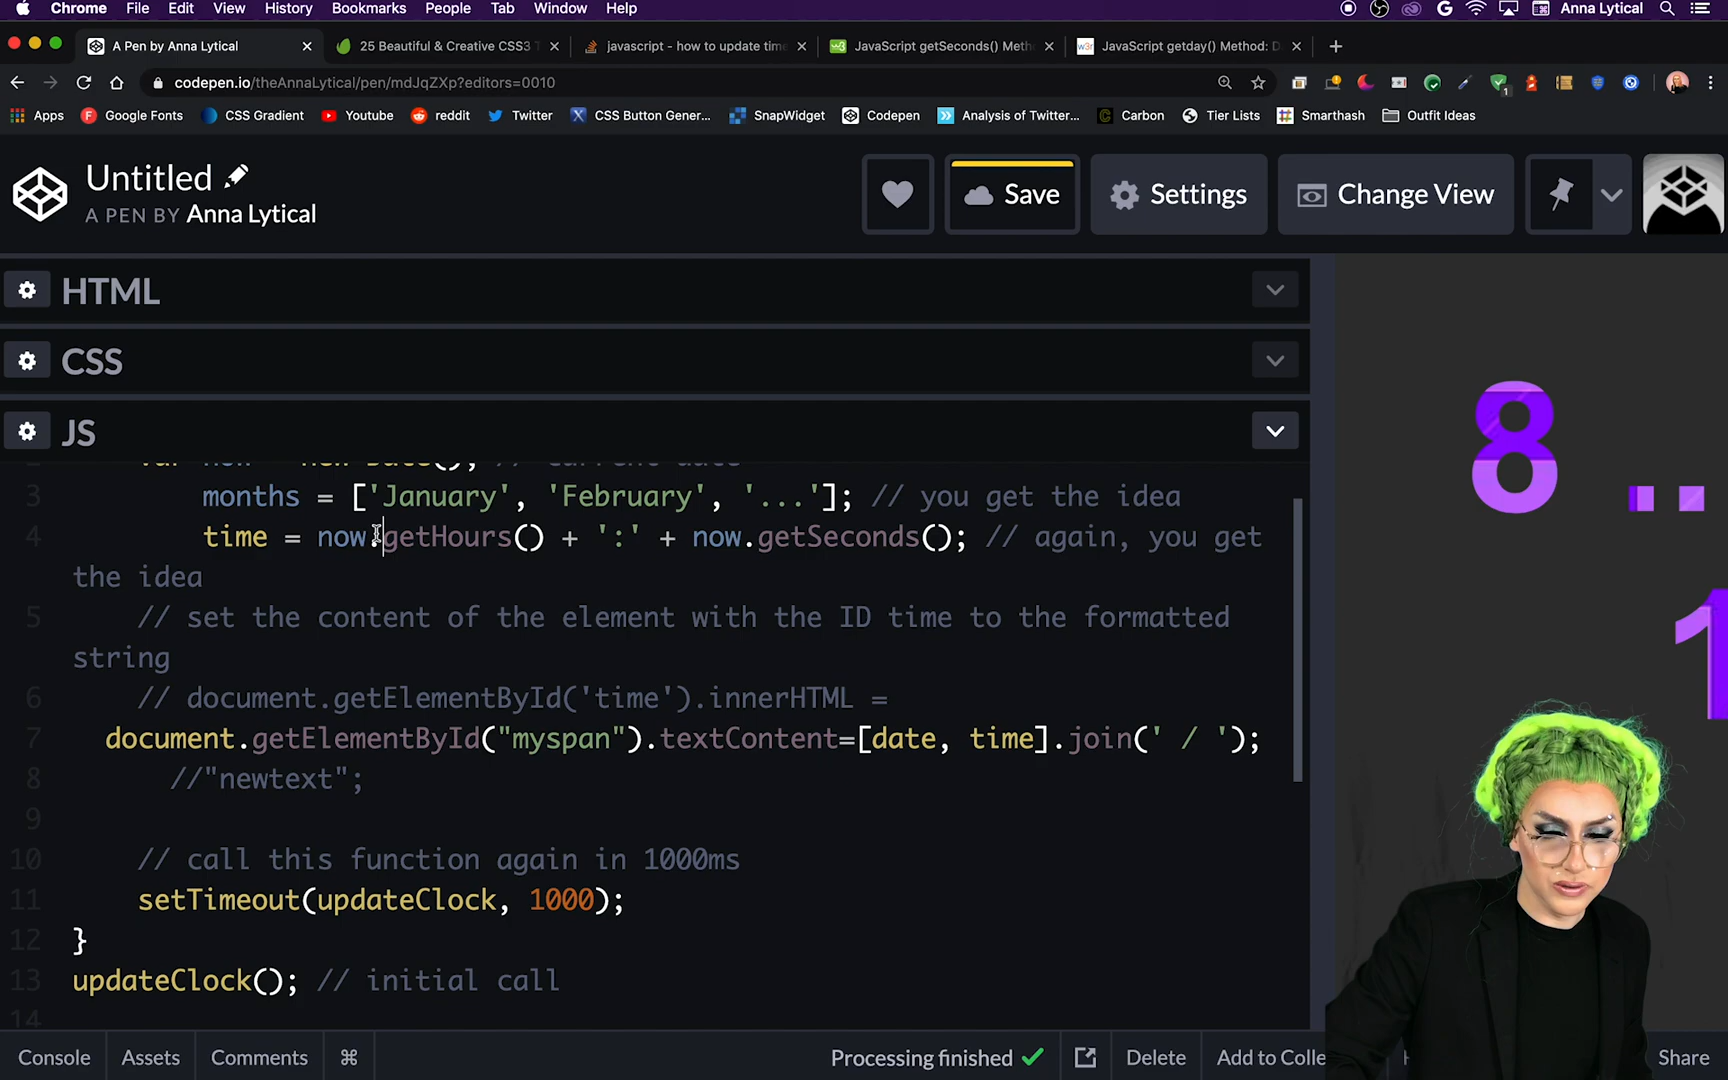 Chrome File Edit View History Bookmarks People Tab Window Help Anna Lytical
A Pen by Anna Lytical
25 Beautiful & Creative CSS3 T
javascript - how to update time
JavaScript getSeconds() Meth
JavaScript getday() Method: D
codepen.io/theAnnaLytical/pen/mdJqZXp?editors=0010
Apps Google Fonts CSS Gradient Youtube reddit Twitter CSS Button Gener... SnapWidget Codepen Analysis of Twitter... Carbon Tier Lists Smarthash Outfit Ideas
Untitled
A PEN BY Anna Lytical
Save Settings Change View
HTML
CSS
JS
3 months = ['January', 'February', '...']; // you get the idea
4 time = now.getHours() + ':' + now.getSeconds(); // again, you get
the idea
5 // set the content of the element with the ID time to the formatted
string
6 // document.getElementById('time').innerHTML =
7 document.getElementById("myspan").textContent=[date, time].join(' / ');
8 //"newtext";
9
10 // call this function again in 1000ms
11 setTimeout(updateClock, 1000);
12 }
13 updateClock(); // initial call
14
8 ..
1
Console Assets Comments ⌘ Processing finished Delete Add to Colle Share